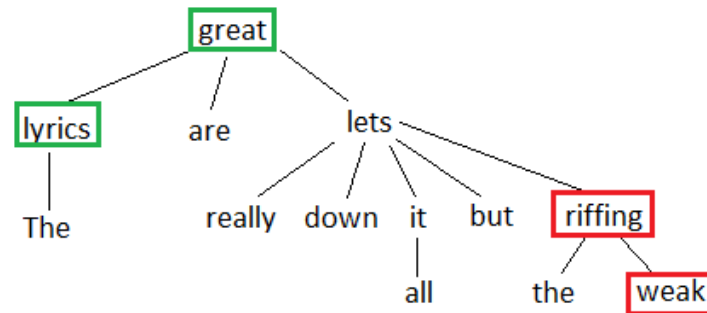 great
lyrics are lets
The really down it but riffing
all the weak